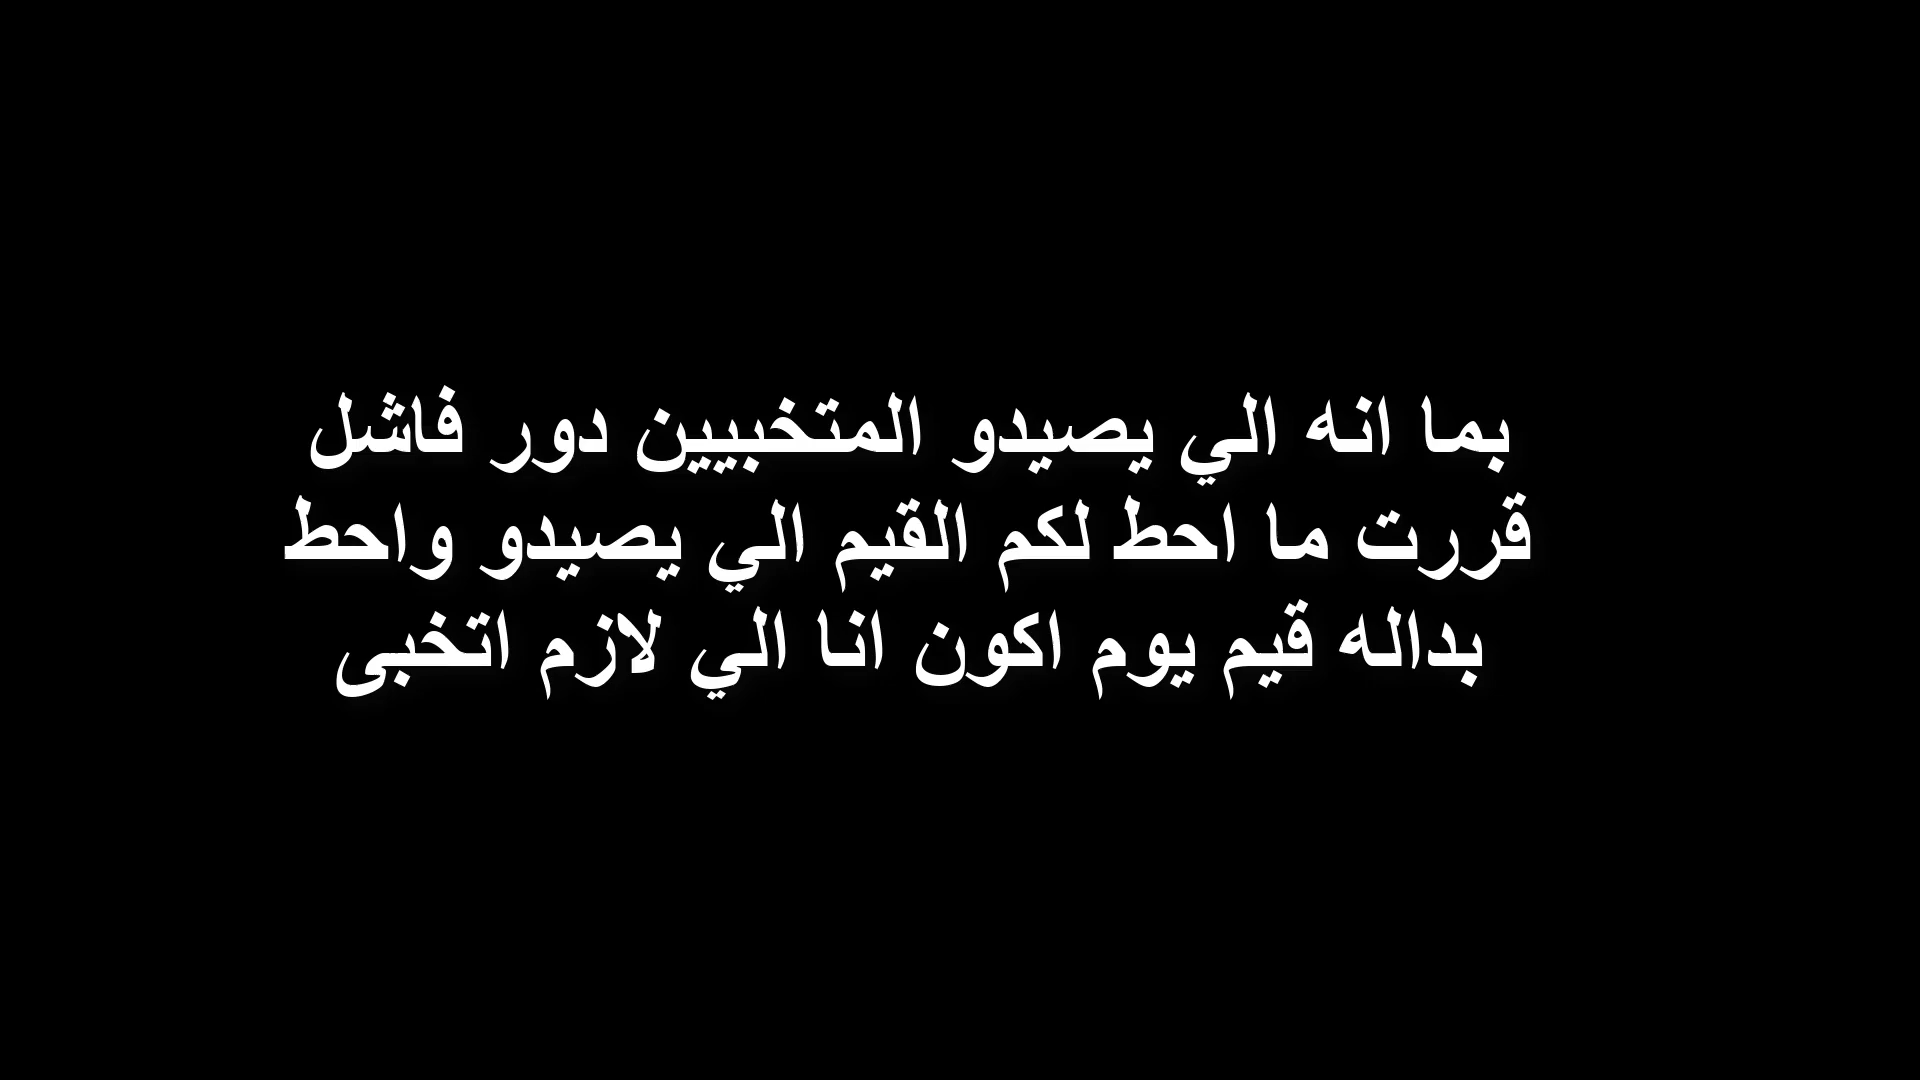 بما انه الي يصيدو المتخبيين دور فاشل
قررت ما احط لكم القيم الي يصيدو واحط
بداله قيم يوم اكون انا الي لازم اتخبى